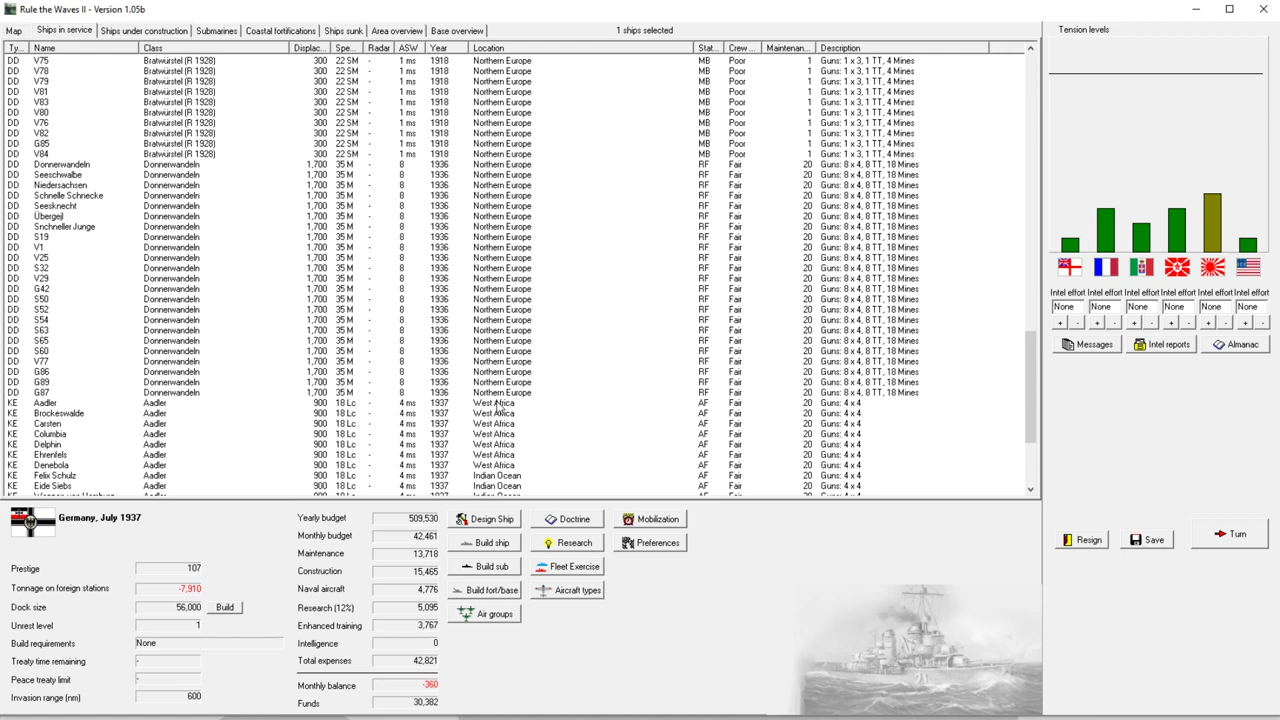 Rule the Waves II - Version 1.05b
Map Ships in service Ships under construction Submarines Coastal fortifications Ships sunk Area overview Base overview 1 ships selected Tension levels
Ty... Name Class Displac... Spe... Radar ASW Year Location Stat... Crew ... Maintenan... Description
DD V75 Bratwürstel (R 1928) 300 22 SM - 1 ms 1918 Northern Europe MB Poor 1 Guns: 1 x 3, 1 TT, 4 Mines
DD V78 Bratwürstel (R 1928) 300 22 SM - 1 ms 1918 Northern Europe MB Poor 1 Guns: 1 x 3, 1 TT, 4 Mines
DD V79 Bratwürstel (R 1928) 300 22 SM - 1 ms 1918 Northern Europe MB Poor 1 Guns: 1 x 3, 1 TT, 4 Mines
DD V81 Bratwürstel (R 1928) 300 22 SM - 1 ms 1918 Northern Europe MB Poor 1 Guns: 1 x 3, 1 TT, 4 Mines
DD V83 Bratwürstel (R 1928) 300 22 SM - 1 ms 1918 Northern Europe MB Poor 1 Guns: 1 x 3, 1 TT, 4 Mines
DD V80 Bratwürstel (R 1928) 300 22 SM - 1 ms 1918 Northern Europe MB Poor 1 Guns: 1 x 3, 1 TT, 4 Mines
DD V76 Bratwürstel (R 1928) 300 22 SM - 1 ms 1918 Northern Europe MB Poor 1 Guns: 1 x 3, 1 TT, 4 Mines
DD V82 Bratwürstel (R 1928) 300 22 SM - 1 ms 1918 Northern Europe MB Poor 1 Guns: 1 x 3, 1 TT, 4 Mines
DD G85 Bratwürstel (R 1928) 300 22 SM - 1 ms 1918 Northern Europe MB Poor 1 Guns: 1 x 3, 1 TT, 4 Mines
DD V84 Bratwürstel (R 1928) 300 22 SM - 1 ms 1918 Northern Europe MB Poor 1 Guns: 1 x 3, 1 TT, 4 Mines
DD Donnerwandeln Donnerwandeln 1,700 35 M - 8 1936 Northern Europe RF Fair 20 Guns: 8 x 4, 8 TT, 18 Mines
DD Seeschwalbe Donnerwandeln 1,700 35 M - 8 1936 Northern Europe RF Fair 20 Guns: 8 x 4, 8 TT, 18 Mines
DD Niedersachsen Donnerwandeln 1,700 35 M - 8 1936 Northern Europe RF Fair 20 Guns: 8 x 4, 8 TT, 18 Mines
DD Schnelle Schnecke Donnerwandeln 1,700 35 M - 8 1936 Northern Europe RF Fair 20 Guns: 8 x 4, 8 TT, 18 Mines
DD Seesknecht Donnerwandeln 1,700 35 M - 8 1936 Northern Europe RF Fair 20 Guns: 8 x 4, 8 TT, 18 Mines
DD Übergejl Donnerwandeln 1,700 35 M - 8 1936 Northern Europe RF Fair 20 Guns: 8 x 4, 8 TT, 18 Mines
DD Snchneller Junge Donnerwandeln 1,700 35 M - 8 1936 Northern Europe RF Fair 20 Guns: 8 x 4, 8 TT, 18 Mines
DD S19 Donnerwandeln 1,700 35 M - 8 1936 Northern Europe RF Fair 20 Guns: 8 x 4, 8 TT, 18 Mines
DD V1 Donnerwandeln 1,700 35 M - 8 1936 Northern Europe RF Fair 20 Guns: 8 x 4, 8 TT, 18 Mines
DD V25 Donnerwandeln 1,700 35 M - 8 1936 Northern Europe RF Fair 20 Guns: 8 x 4, 8 TT, 18 Mines
DD S32 Donnerwandeln 1,700 35 M - 8 1936 Northern Europe RF Fair 20 Guns: 8 x 4, 8 TT, 18 Mines
DD V29 Donnerwandeln 1,700 35 M - 8 1936 Northern Europe RF Fair 20 Guns: 8 x 4, 8 TT, 18 Mines
DD G42 Donnerwandeln 1,700 35 M - 8 1936 Northern Europe RF Fair 20 Guns: 8 x 4, 8 TT, 18 Mines
DD S50 Donnerwandeln 1,700 35 M - 8 1936 Northern Europe RF Fair 20 Guns: 8 x 4, 8 TT, 18 Mines
DD S52 Donnerwandeln 1,700 35 M - 8 1936 Northern Europe RF Fair 20 Guns: 8 x 4, 8 TT, 18 Mines
DD S54 Donnerwandeln 1,700 35 M - 8 1936 Northern Europe RF Fair 20 Guns: 8 x 4, 8 TT, 18 Mines
DD S63 Donnerwandeln 1,700 35 M - 8 1936 Northern Europe RF Fair 20 Guns: 8 x 4, 8 TT, 18 Mines
DD S65 Donnerwandeln 1,700 35 M - 8 1936 Northern Europe RF Fair 20 Guns: 8 x 4, 8 TT, 18 Mines
DD S60 Donnerwandeln 1,700 35 M - 8 1936 Northern Europe RF Fair 20 Guns: 8 x 4, 8 TT, 18 Mines
DD V77 Donnerwandeln 1,700 35 M - 8 1936 Northern Europe RF Fair 20 Guns: 8 x 4, 8 TT, 18 Mines
DD G86 Donnerwandeln 1,700 35 M - 8 1936 Northern Europe RF Fair 20 Guns: 8 x 4, 8 TT, 18 Mines
DD G89 Donnerwandeln 1,700 35 M - 8 1936 Northern Europe RF Fair 20 Guns: 8 x 4, 8 TT, 18 Mines
DD G87 Donnerwandeln 1,700 35 M - 8 1936 Northern Europe RF Fair 20 Guns: 8 x 4, 8 TT, 18 Mines
KE Aadler Aadler 900 18 Lc - 4 ms 1937 West Africa AF Fair 20 Guns: 4 x 4
KE Brockeswalde Aadler 900 18 Lc - 4 ms 1937 West Africa AF Fair 20 Guns: 4 x 4
KE Carsten Aadler 900 18 Lc - 4 ms 1937 West Africa AF Fair 20 Guns: 4 x 4
KE Columbia Aadler 900 18 Lc - 4 ms 1937 West Africa AF Fair 20 Guns: 4 x 4
KE Delphin Aadler 900 18 Lc - 4 ms 1937 West Africa AF Fair 20 Guns: 4 x 4
KE Ehrenfels Aadler 900 18 Lc - 4 ms 1937 West Africa AF Fair 20 Guns: 4 x 4
KE Denebola Aadler 900 18 Lc - 4 ms 1937 West Africa AF Fair 20 Guns: 4 x 4
KE Felix Schulz Aadler 900 18 Lc - 4 ms 1937 Indian Ocean AF Fair 20 Guns: 4 x 4
KE Eide Siebs Aadler 900 18 Lc - 4 ms 1937 Indian Ocean AF Fair 20 Guns: 4 x 4
Intel effort Intel effort Intel effort Intel effort Intel effort Intel effort
None None None None None None
+ - + - + - + - + - + -
Messages Intel reports Almanac
Germany, July 1937
Prestige 107
Tonnage on foreign stations -7,910
Dock size 56,000 Build
Unrest level 1
Build requirements None
Treaty time remaining -
Peace treaty limit -
Invasion range (nm) 600
Yearly budget 509,530
Monthly budget 42,461
Maintenance 13,718
Construction 15,465
Naval aircraft 4,776
Research (12%) 5,095
Enhanced training 3,767
Intelligence 0
Total expenses 42,821
Monthly balance -360
Funds 30,382
Design Ship Doctrine Mobilization
Build ship Research Preferences
Build sub Fleet Exercise
Build fort/base Aircraft types
Air groups
Resign Save Turn